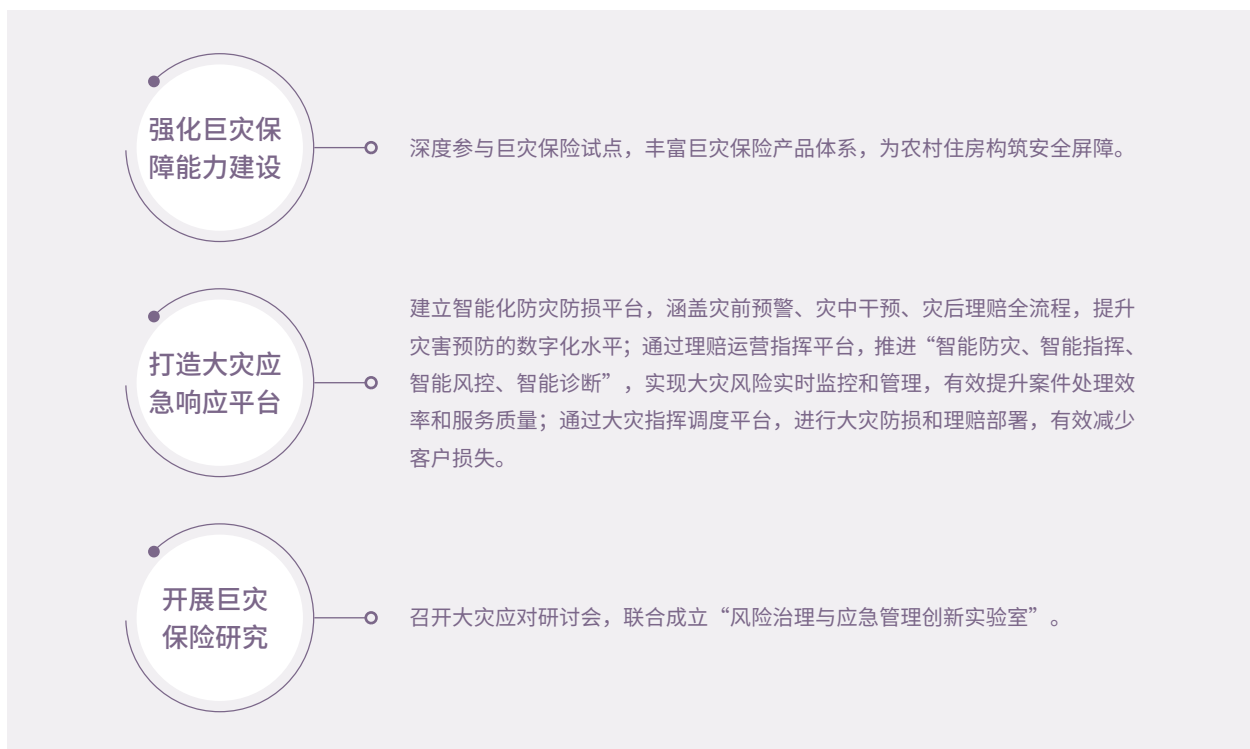 强化巨灾保
障能力建设
深度参与巨灾保险试点，丰富巨灾保险产品体系，为农村住房构筑安全屏障。
打造大灾应
急响应平台
建立智能化防灾防损平台，涵盖灾前预警、灾中干预、灾后理赔全流程，提升
灾害预防的数字化水平；通过理赔运营指挥平台，推进“智能防灾、智能指挥、
智能风控、智能诊断”，实现大灾风险实时监控和管理，有效提升案件处理效
率和服务质量；通过大灾指挥调度平台，进行大灾防损和理赔部署，有效减少
客户损失。
开展巨灾
保险研究
召开大灾应对研讨会，联合成立“风险治理与应急管理创新实验室”。